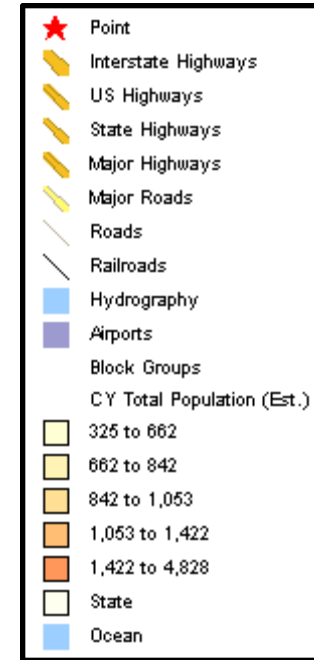 Point
Interstate Highways
US Highways
State Highways
Major Highways
Major Roads
Roads
Railroads
Hydrography
Airports
Block Groups
CY Total Population (Est.)
325 to 662
662 to 842
842 to 1,053
1,053 to 1,422
1,422 to 4,828
State
Ocean